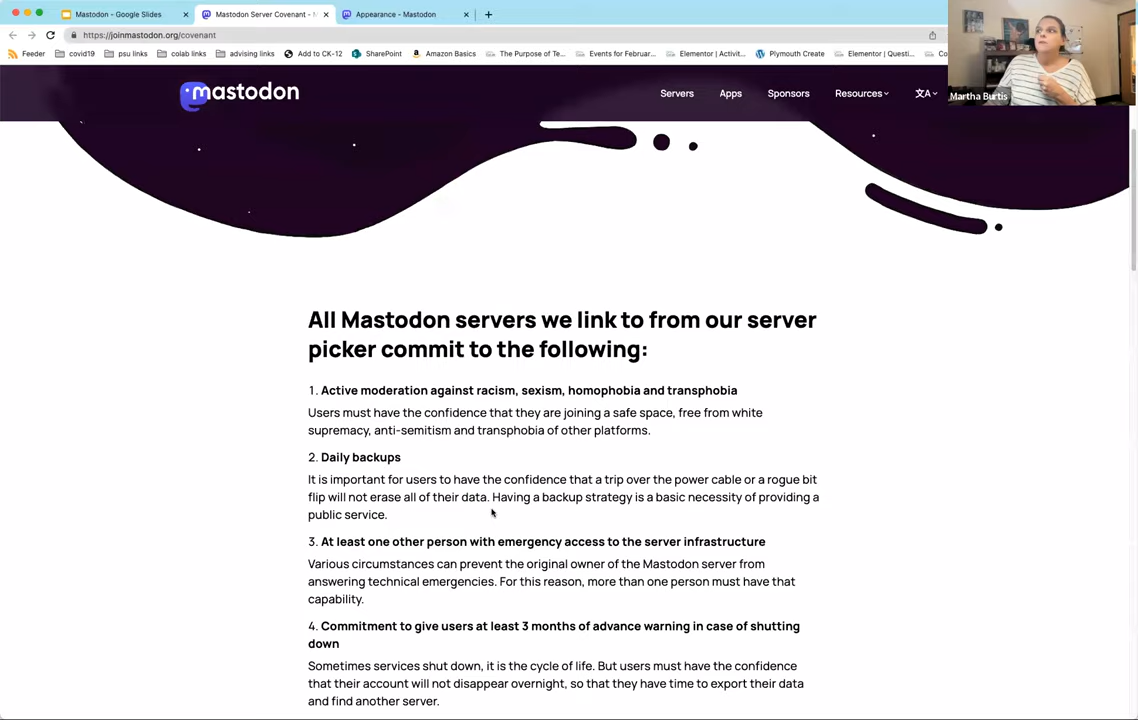 Mastodon - Google Slides
Mastodon Server Covenant -
Appearance - Mastodon
https://joinmastodon.org/covenant
Feeder
covid19
psu links
colab links
advising links
Add to CK-12
SharePoint
Amazon Basics
The Purpose of Te...
Events for Februar...
Elementor | Activit...
Plymouth Create
Elementor | Questi...
Co
Martha Burtis
mastodon
Servers
Apps
Sponsors
Resources
文A
All Mastodon servers we link to from our server
picker commit to the following:
1. Active moderation against racism, sexism, homophobia and transphobia
Users must have the confidence that they are joining a safe space, free from white
supremacy, anti-semitism and transphobia of other platforms.
2. Daily backups
It is important for users to have the confidence that a trip over the power cable or a rogue bit
flip will not erase all of their data. Having a backup strategy is a basic necessity of providing a
public service.
3. At least one other person with emergency access to the server infrastructure
Various circumstances can prevent the original owner of the Mastodon server from
answering technical emergencies. For this reason, more than one person must have that
capability.
4. Commitment to give users at least 3 months of advance warning in case of shutting
down
Sometimes services shut down, it is the cycle of life. But users must have the confidence
that their account will not disappear overnight, so that they have time to export their data
and find another server.